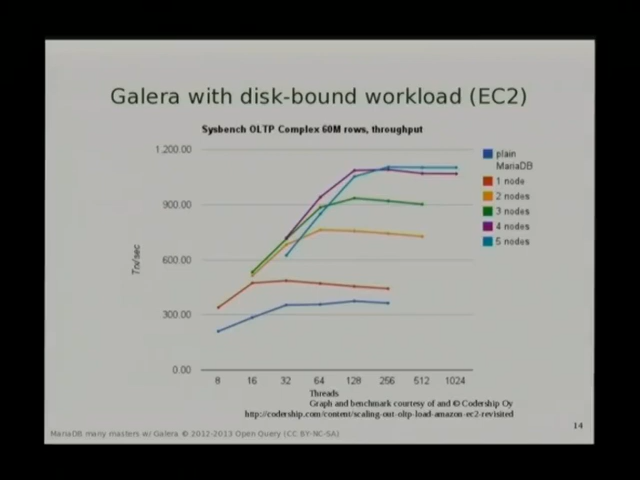 Galera with disk-bound workload (EC2)
Sysbench OLTP Complex 60M rows, throughput
1 200.00
900.00
600.00
300.00
0.00
Trx/sec
8 16 32 64 128 256 512 1024
Threads
plain
MariaDB
1 node
2 nodes
3 nodes
4 nodes
5 nodes
Graph and benchmark courtesy of and © Codership Oy
http://codership.com/content/scaling-out-oltp-load-amazon-ec2-revisited
14
MariaDB many masters w/ Galera © 2012-2013 Open Query (CC BY-NC-SA)